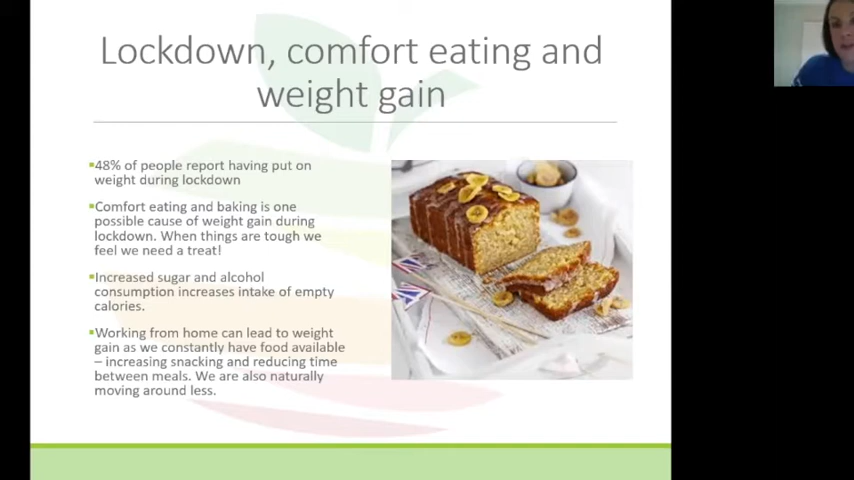 Lockdown, comfort eating and
weight gain
▪48% of people report having put on
weight during lockdown
▪Comfort eating and baking is one
possible cause of weight gain during
lockdown. When things are tough we
feel we need a treat!
▪Increased sugar and alcohol
consumption increases intake of empty
calories.
▪Working from home can lead to weight
gain as we constantly have food available
– increasing snacking and reducing time
between meals. We are also naturally
moving around less.